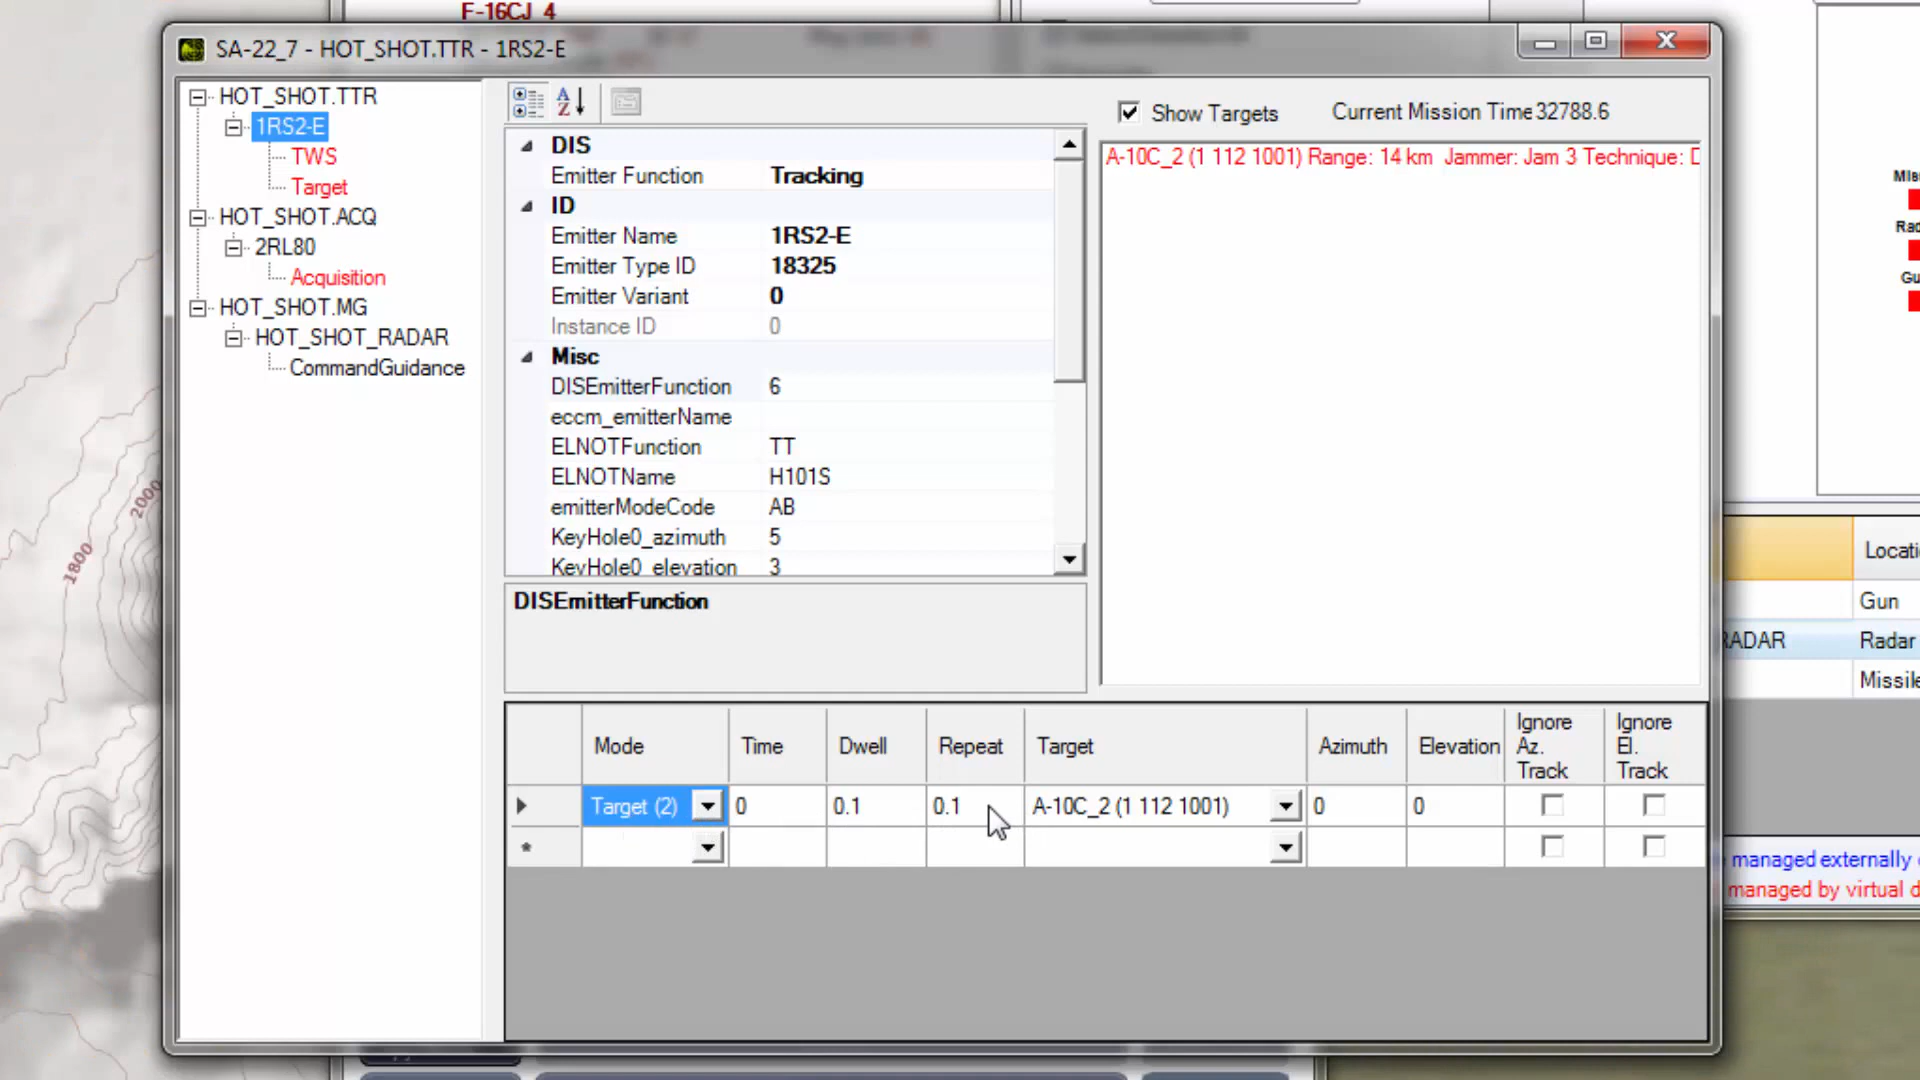 F-16CJ_4
SA-22_7 - HOT_SHOT.TTR - 1RS2-E
HOT_SHOT.TTR
1RS2-E
TWS
Target
HOT_SHOT.ACQ
2RL80
Acquisition
HOT_SHOT.MG
HOT_SHOT_RADAR
CommandGuidance
DIS
Emitter Function Tracking
ID
Emitter Name 1RS2-E
Emitter Type ID 18325
Emitter Variant 0
Instance ID 0
Misc
DISEmitterFunction 6
eccm_emitterName
ELNOTFunction TT
ELNOTName H101S
emitterModeCode AB
KeyHole0_azimuth 5
KeyHole0_elevation 3
DISEmitterFunction
Show Targets Current Mission Time 32788.6
A-10C_2 (1 112 1001) Range: 14 km Jammer: Jam 3 Technique: D
Mode Time Dwell Repeat Target Azimuth Elevation Ignore Az. Track Ignore El. Track
Target (2) 0 0.1 0.1 A-10C_2 (1 112 1001) 0 0
Miss
Rad
Gu
Locati
Gun
RADAR Radar
Missile
managed externally
managed by virtual d
2000
1800